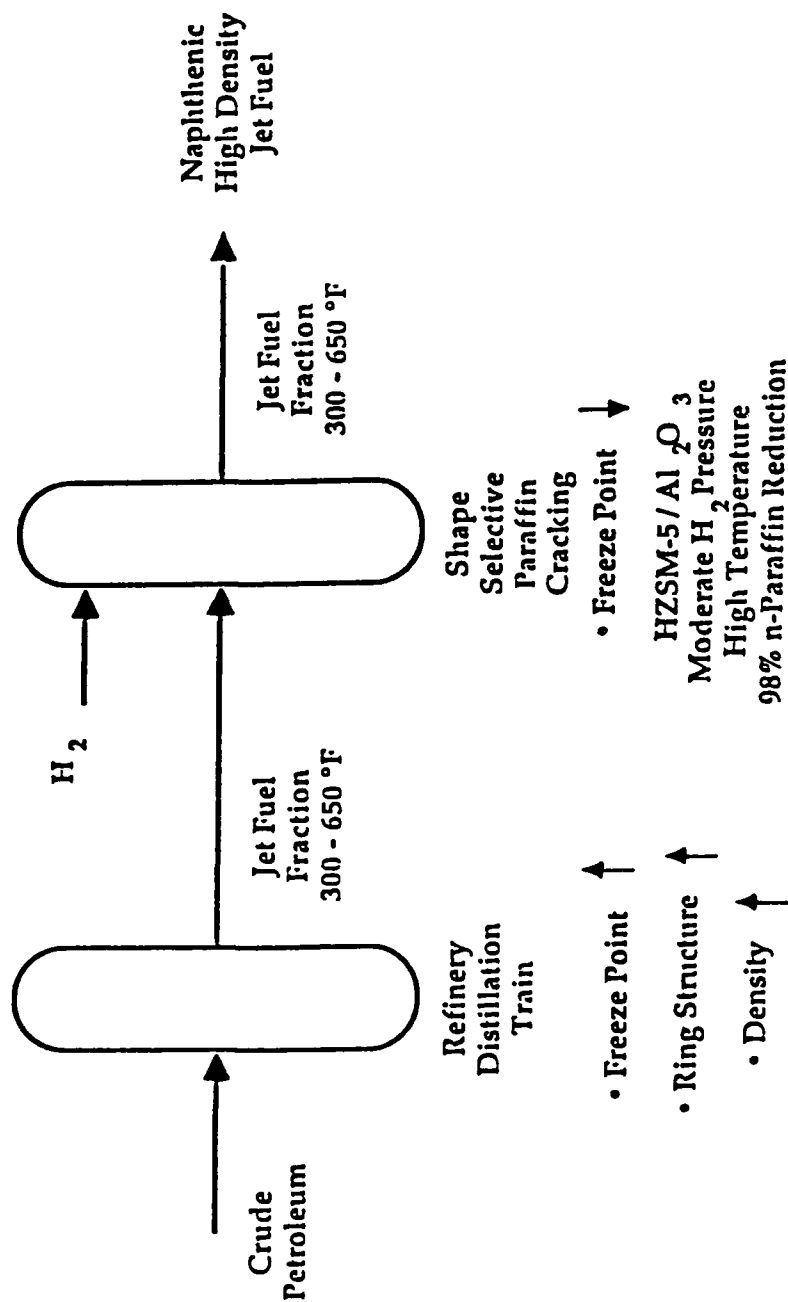 Crude
Petroleum
Refinery
Distillation
Train
• Freeze Point ↑
• Ring Structure ↑
• Density ↑
Jet Fuel
Fraction
300 - 650 °F
H2
Shape
Selective
Paraffin
Cracking
• Freeze Point ↓
HZSM-5 / Al2O3
Moderate H2 Pressure
High Temperature
98% n-Paraffin Reduction
Jet Fuel
Fraction
300 - 650 °F
Naphthenic
High Density
Jet Fuel